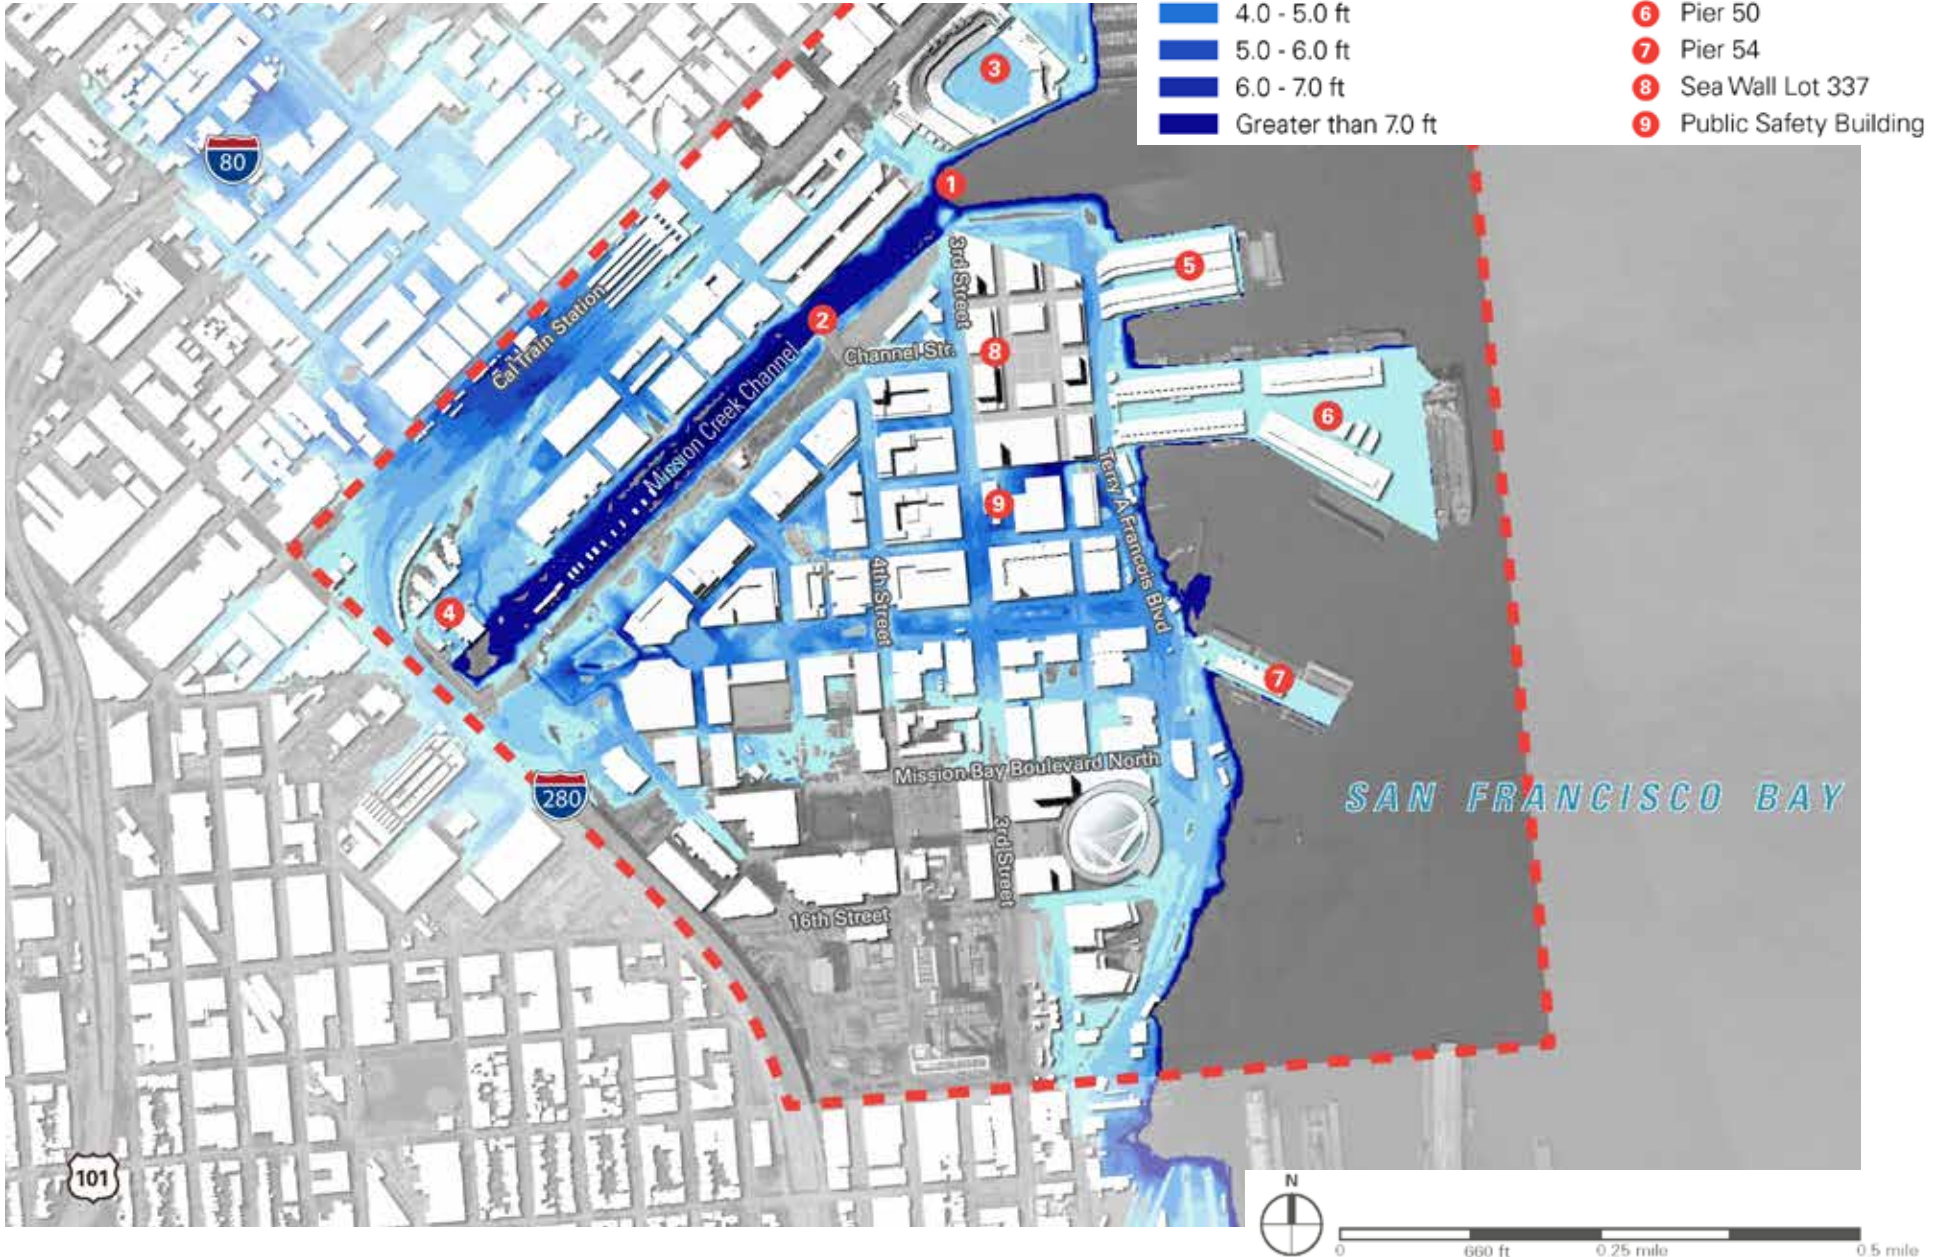 4.0 - 5.0 ft
5.0 - 6.0 ft
6.0 - 7.0 ft
Greater than 7.0 ft
6 Pier 50
7 Pier 54
8 Sea Wall Lot 337
9 Public Safety Building
3
80
1
3rd Street
5
2
Cal Train Station
Channel Str.
8
Mission Creek Channel
6
9
Terry A Francois Blvd
4th Street
4
7
Mission Bay Boulevard North
280
SAN FRANCISCO BAY
3rd Street
16th Street
101
N
0 660 ft 0.25 mile 0.5 mile